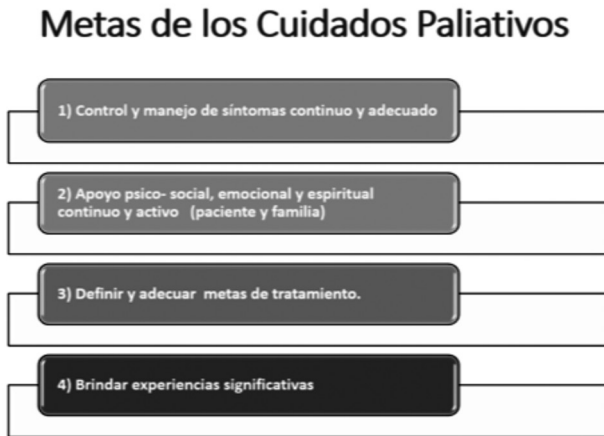 Metas de los Cuidados Paliativos
1) Control y manejo de síntomas continuo y adecuado
2) Apoyo psico- social, emocional y espiritual
continuo y activo (paciente y familia)
3) Definir y adecuar metas de tratamiento.
4) Brindar experiencias significativas